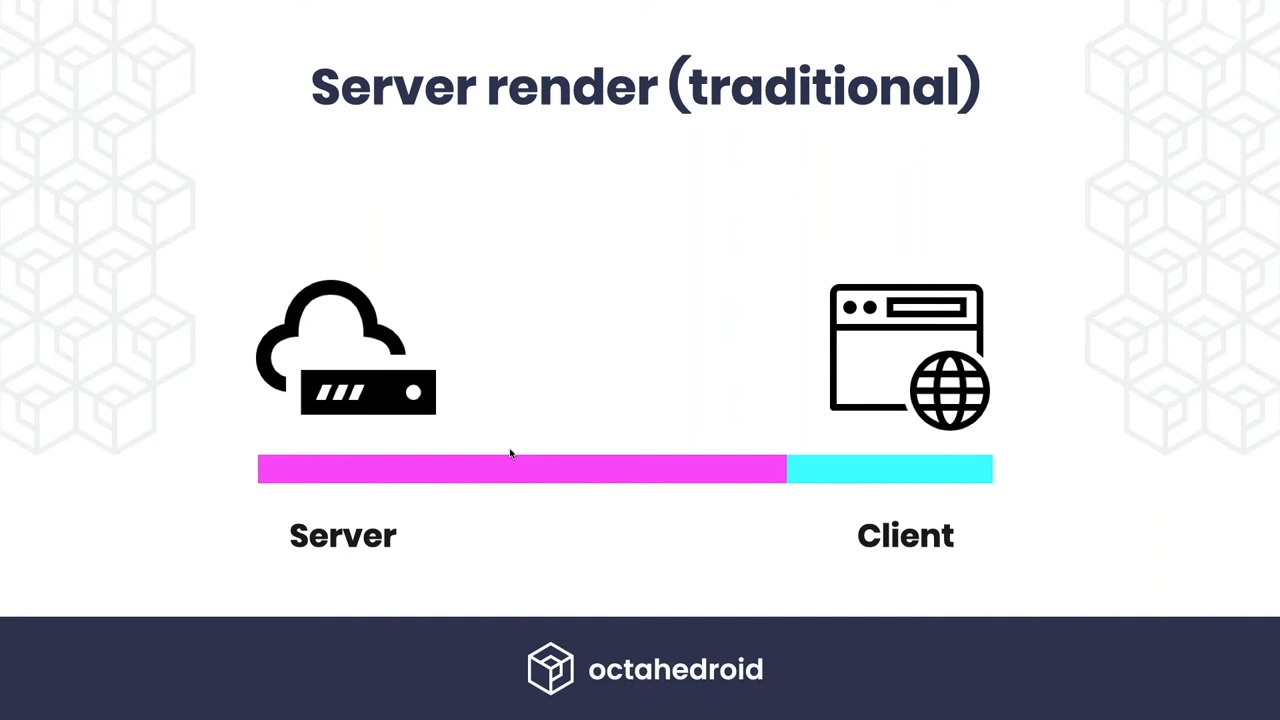 Server render (traditional)
Server
Client
octahedroid